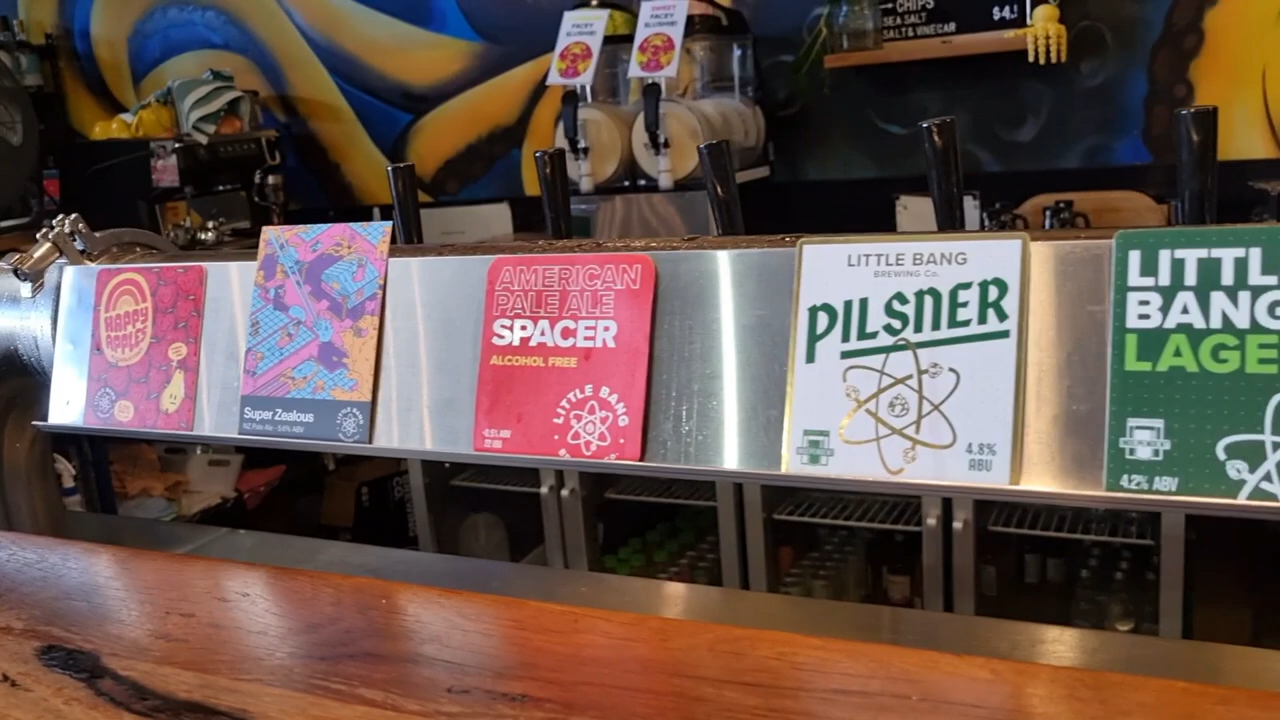 FACEY
SLUSHIE!
SWEET
FACEY
SLUSHIE!
CHIPS
SEA SALT
SALT & VINEGAR
HAPPY
APPLES
Super Zealous
NZ Pale Ale - 5.6% ABV
AMERICAN
PALE ALE
SPACER
ALCOHOL FREE
LITTLE BANG
LITTLE BANG
BREWING Co.
PILSNER
4.8%
ABV
LITTL
BANG
LAGE
INDEPENDENT
4.2% ABV